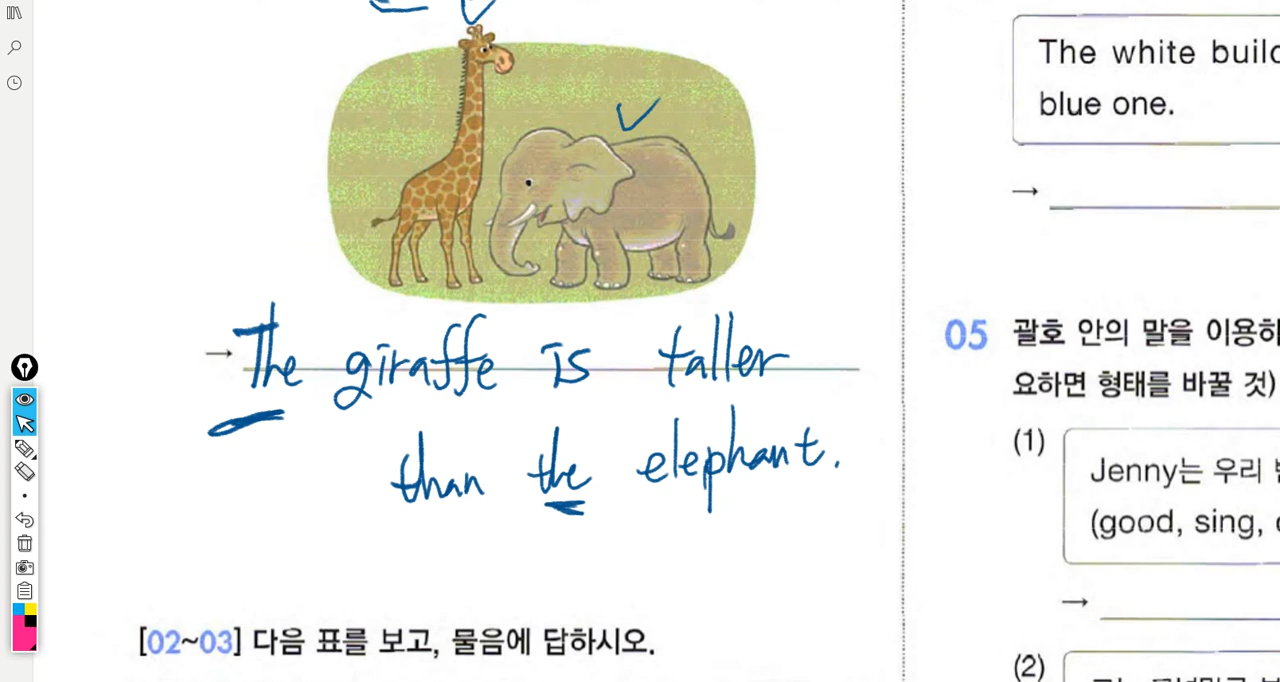 → The giraffe is taller
than the elephant.
[02~03] 다음 표를 보고, 물음에 답하시오.
The white
blue one.
→
05 괄호 안의 말을 이용하
요하면 형태를 바꿀 것)
(1)
Jenny는 우리
(good, sing,
→
(2)